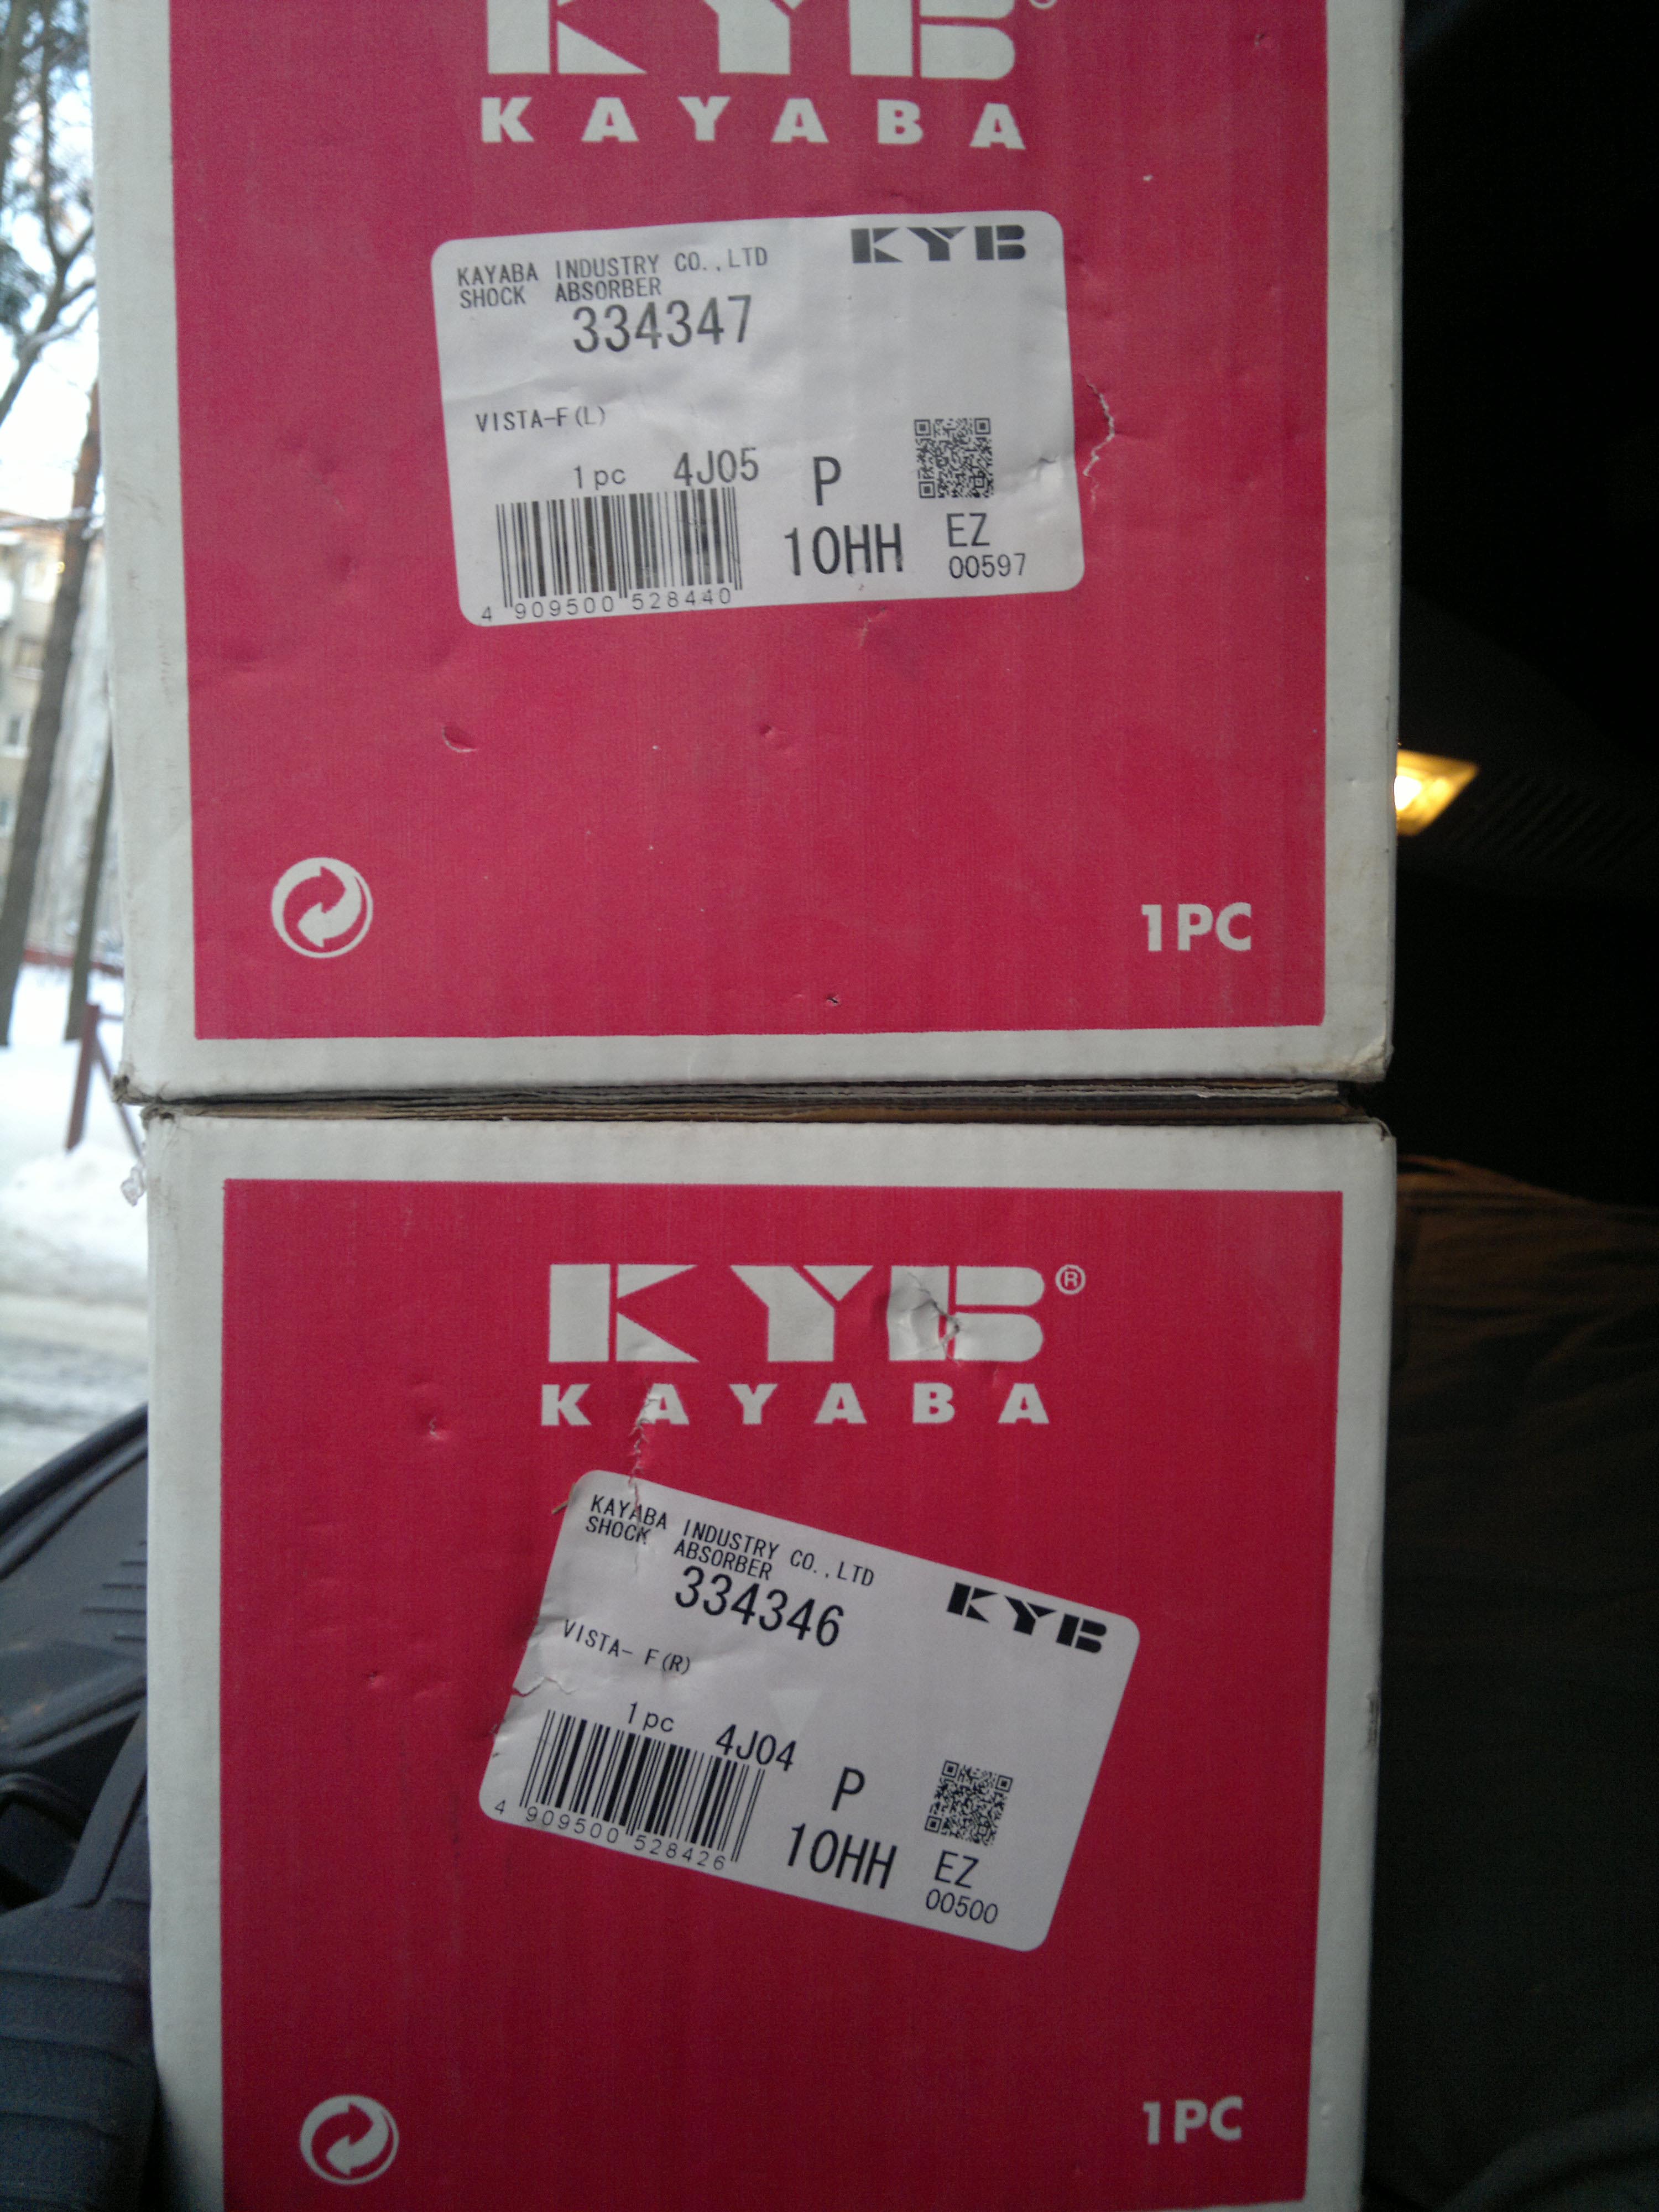 KYB®
KAYABA
KAYABA INDUSTRY CO.,LTD
KYB
SHOCK ABSORBER
334347
VISTA-F(L)
1pc 4J05 P
10HH EZ
00597
4 909500 528440
1PC
KYB®
KAYABA
KAYABA INDUSTRY CO.,LTD
SHOCK ABSORBER
KYB
334346
VISTA- F(R)
1pc 4J04 P
10HH EZ
00500
4 909500 528426
1PC